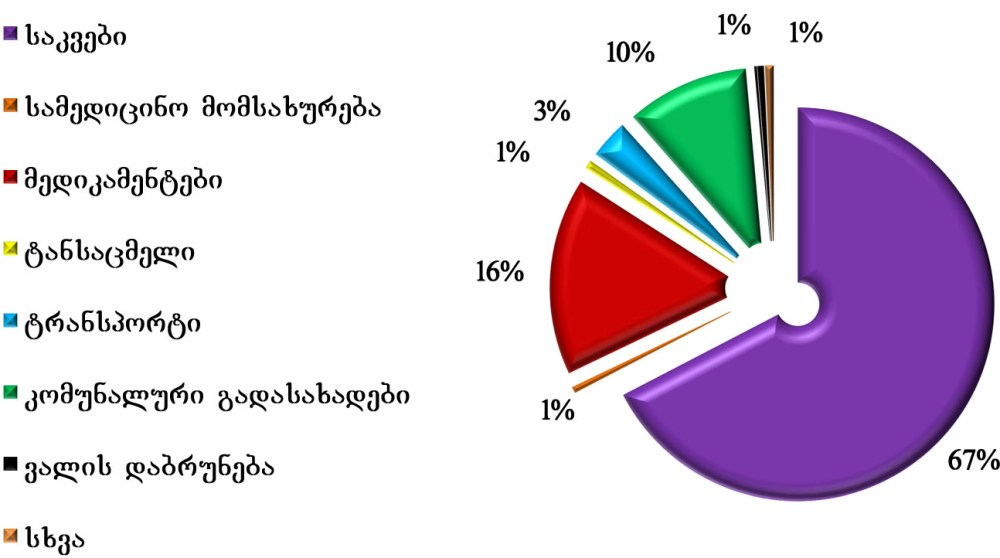 საკვები
სამედიცინო მომსახურება
მედიკამენტები
ტანსაცმელი
ტრანსპორტი
კომუნალური გადასახადები
ვალის დაბრუნება
სხვა
1%
1%
10%
3%
1%
16%
1%
67%